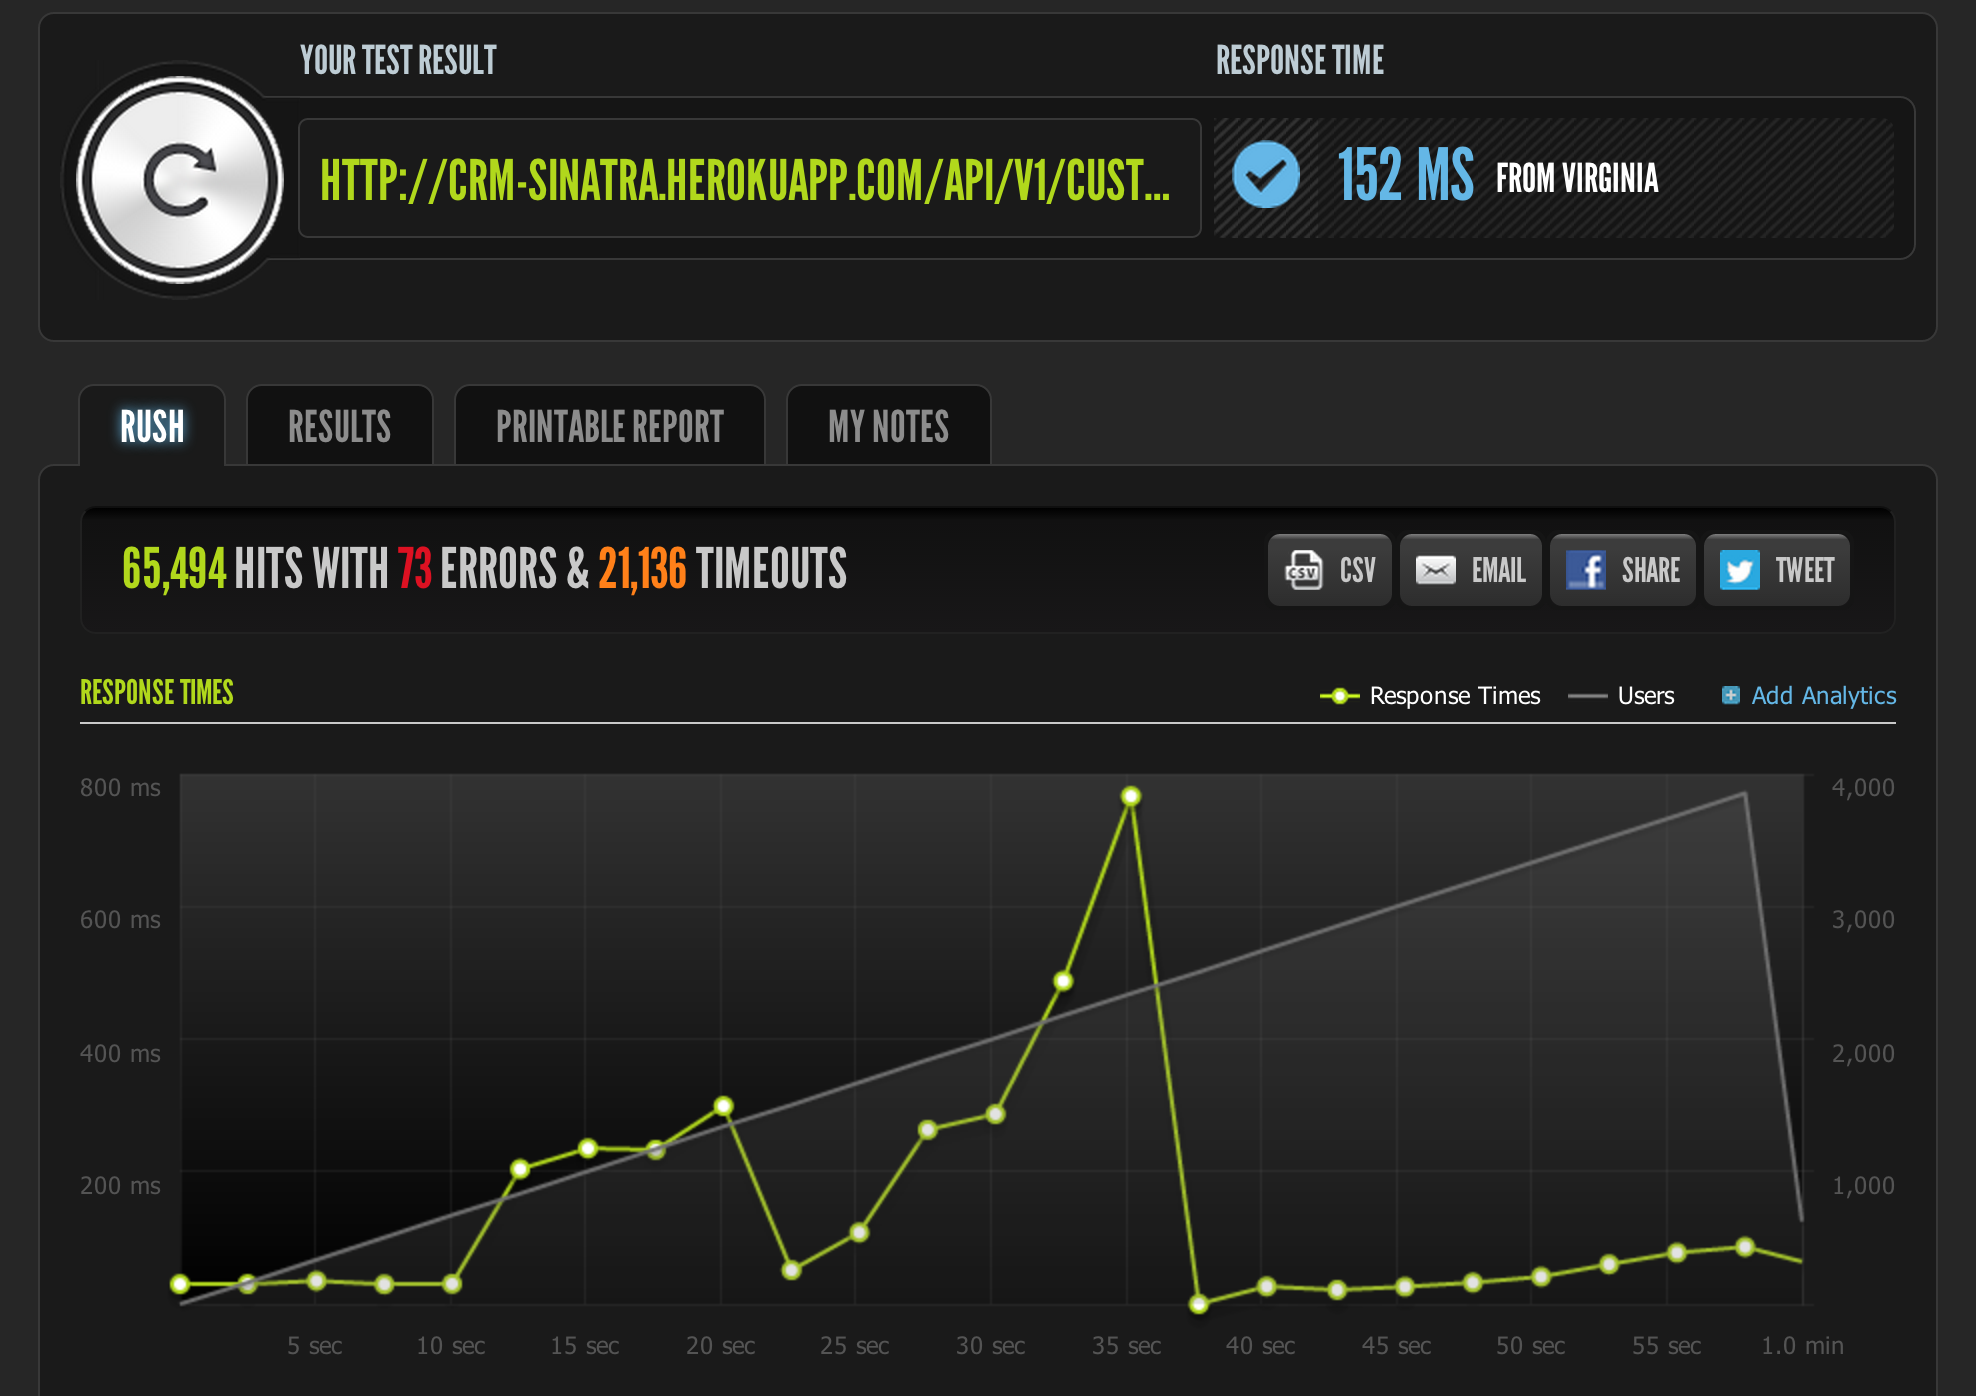 YOUR TEST RESULT
RESPONSE TIME
HTTP://CRM-SINATRA.HEROKUAPP.COM/API/V1/CUST...
152 MS FROM VIRGINIA
RUSH
RESULTS
PRINTABLE REPORT
MY NOTES
65,494 HITS WITH 73 ERRORS & 21,136 TIMEOUTS
CSV
CSV
EMAIL
f
SHARE
TWEET
RESPONSE TIMES
Response Times
Users
Add Analytics
800 ms
4,000
600 ms
3,000
400 ms
2,000
200 ms
1,000
5 sec
10 sec
15 sec
20 sec
25 sec
30 sec
35 sec
40 sec
45 sec
50 sec
55 sec
1.0 min